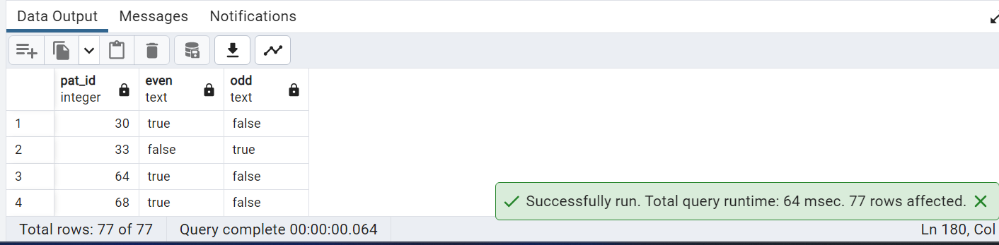 Data Output Messages Notifications
pat_id even odd
integer text text
1 30 true false
2 33 false true
3 64 true false
4 68 true false
Successfully run. Total query runtime: 64 msec. 77 rows affected.
Total rows: 77 of 77 Query complete 00:00:00.064 Ln 180, Col